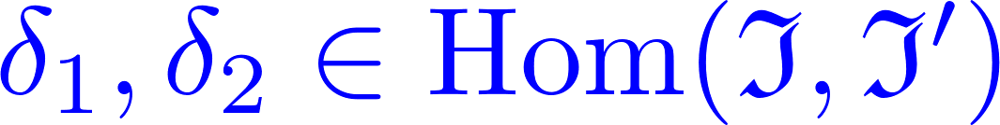 δ₁, δ₂ ∈ Hom(ℑ, ℑ′)